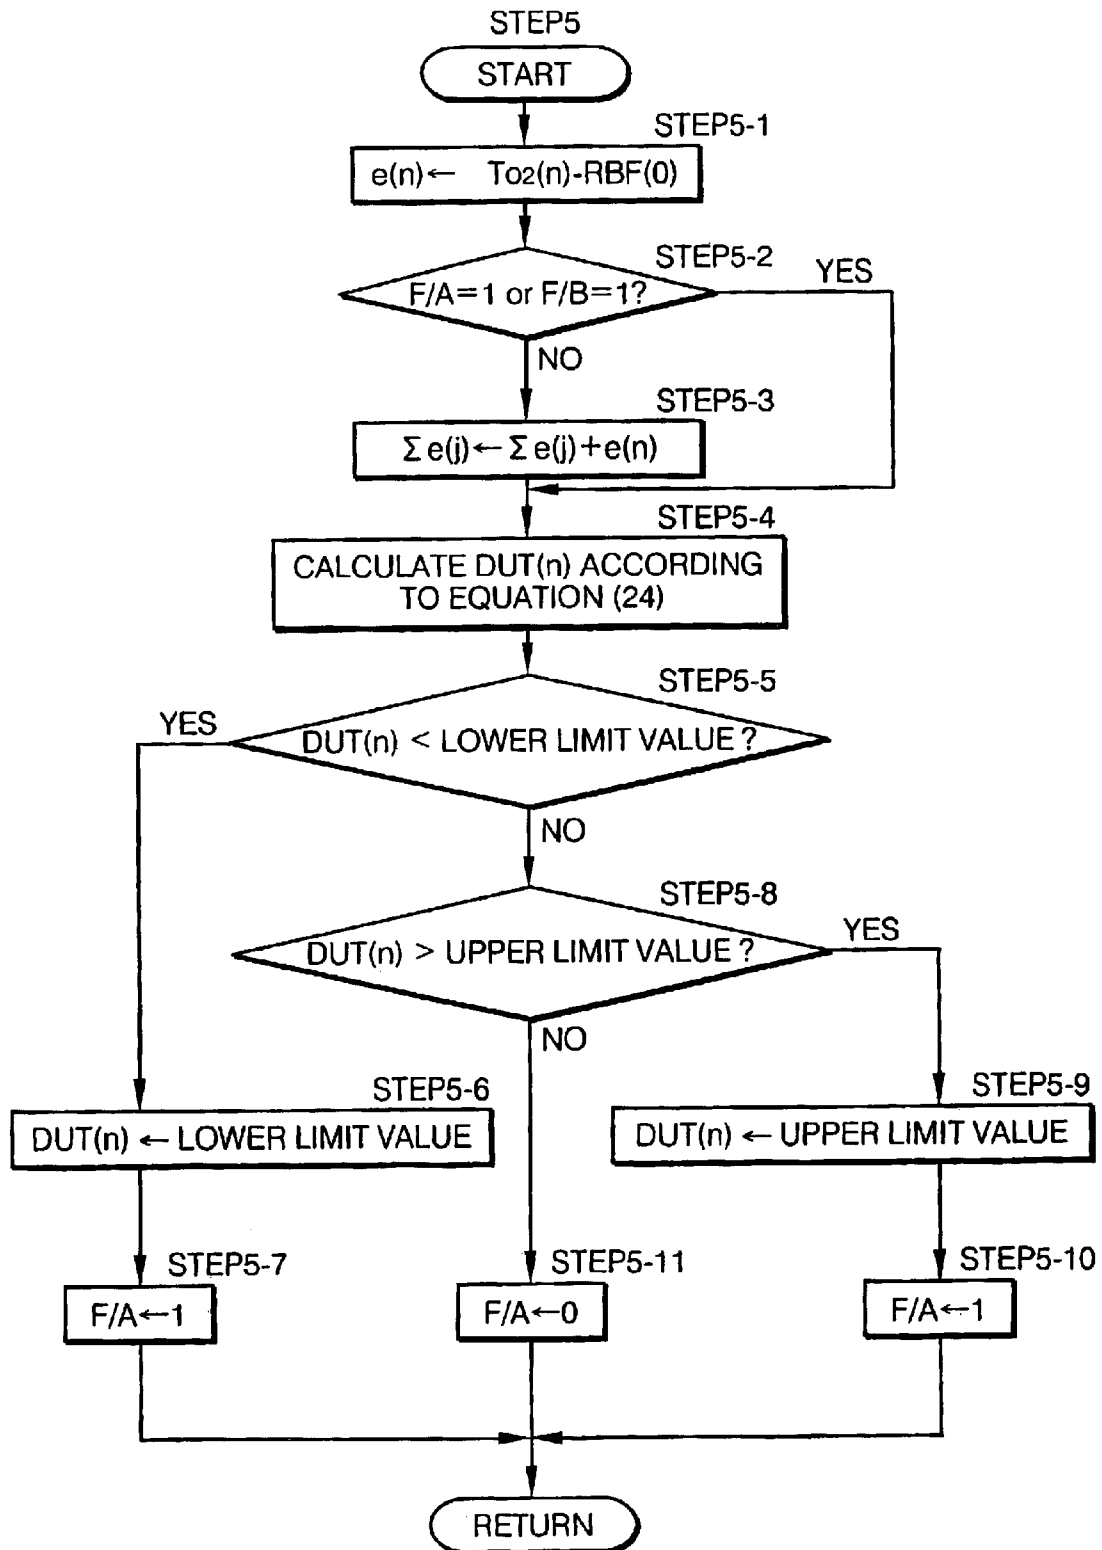 STEP5
START
STEP5-1
e(n)← To2(n)-RBF(0)
STEP5-2
F/A=1 or F/B=1?
YES
NO
STEP5-3
Σe(j)←Σe(j)+e(n)
STEP5-4
CALCULATE DUT(n) ACCORDING
TO EQUATION (24)
STEP5-5
YES
DUT(n) < LOWER LIMIT VALUE?
NO
STEP5-8
DUT(n) > UPPER LIMIT VALUE?
YES
NO
STEP5-6
DUT(n) ← LOWER LIMIT VALUE
STEP5-9
DUT(n) ← UPPER LIMIT VALUE
STEP5-7
F/A←1
STEP5-11
F/A←0
STEP5-10
F/A←1
RETURN